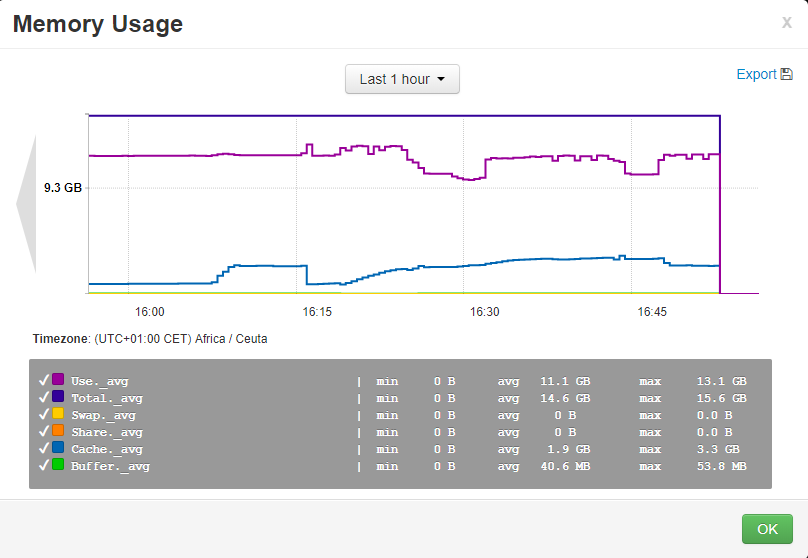 Memory Usage x
Last 1 hour
Export
9.3 GB
16:00 16:15 16:30 16:45
Timezone: (UTC+01:00 CET) Africa / Ceuta
Use._avg | min 0 B avg 11.1 GB max 13.1 GB
Total._avg | min 0 B avg 14.6 GB max 15.6 GB
Swap._avg | min 0 B avg 0 B max 0.0 B
Share._avg | min 0 B avg 0 B max 0.0 B
Cache._avg | min 0 B avg 1.9 GB max 3.3 GB
Buffer._avg | min 0 B avg 40.6 MB max 53.8 MB
OK